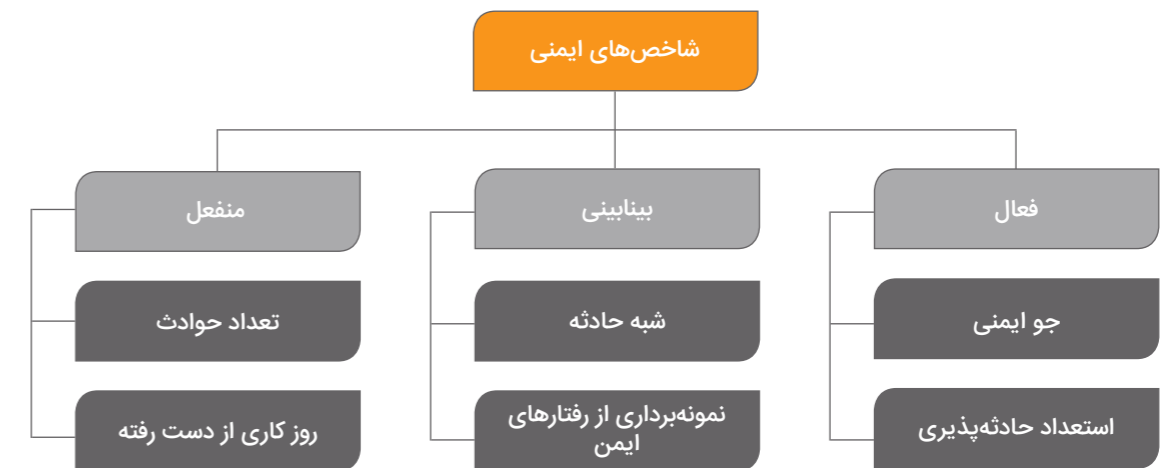 شاخص‌های ایمنی
فعال
بینابینی
منفعل
جو ایمنی
شبه حادثه
تعداد حوادث
استعداد حادثه‌پذیری
نمونه‌برداری از رفتارهای
ایمن
روز کاری از دست رفته